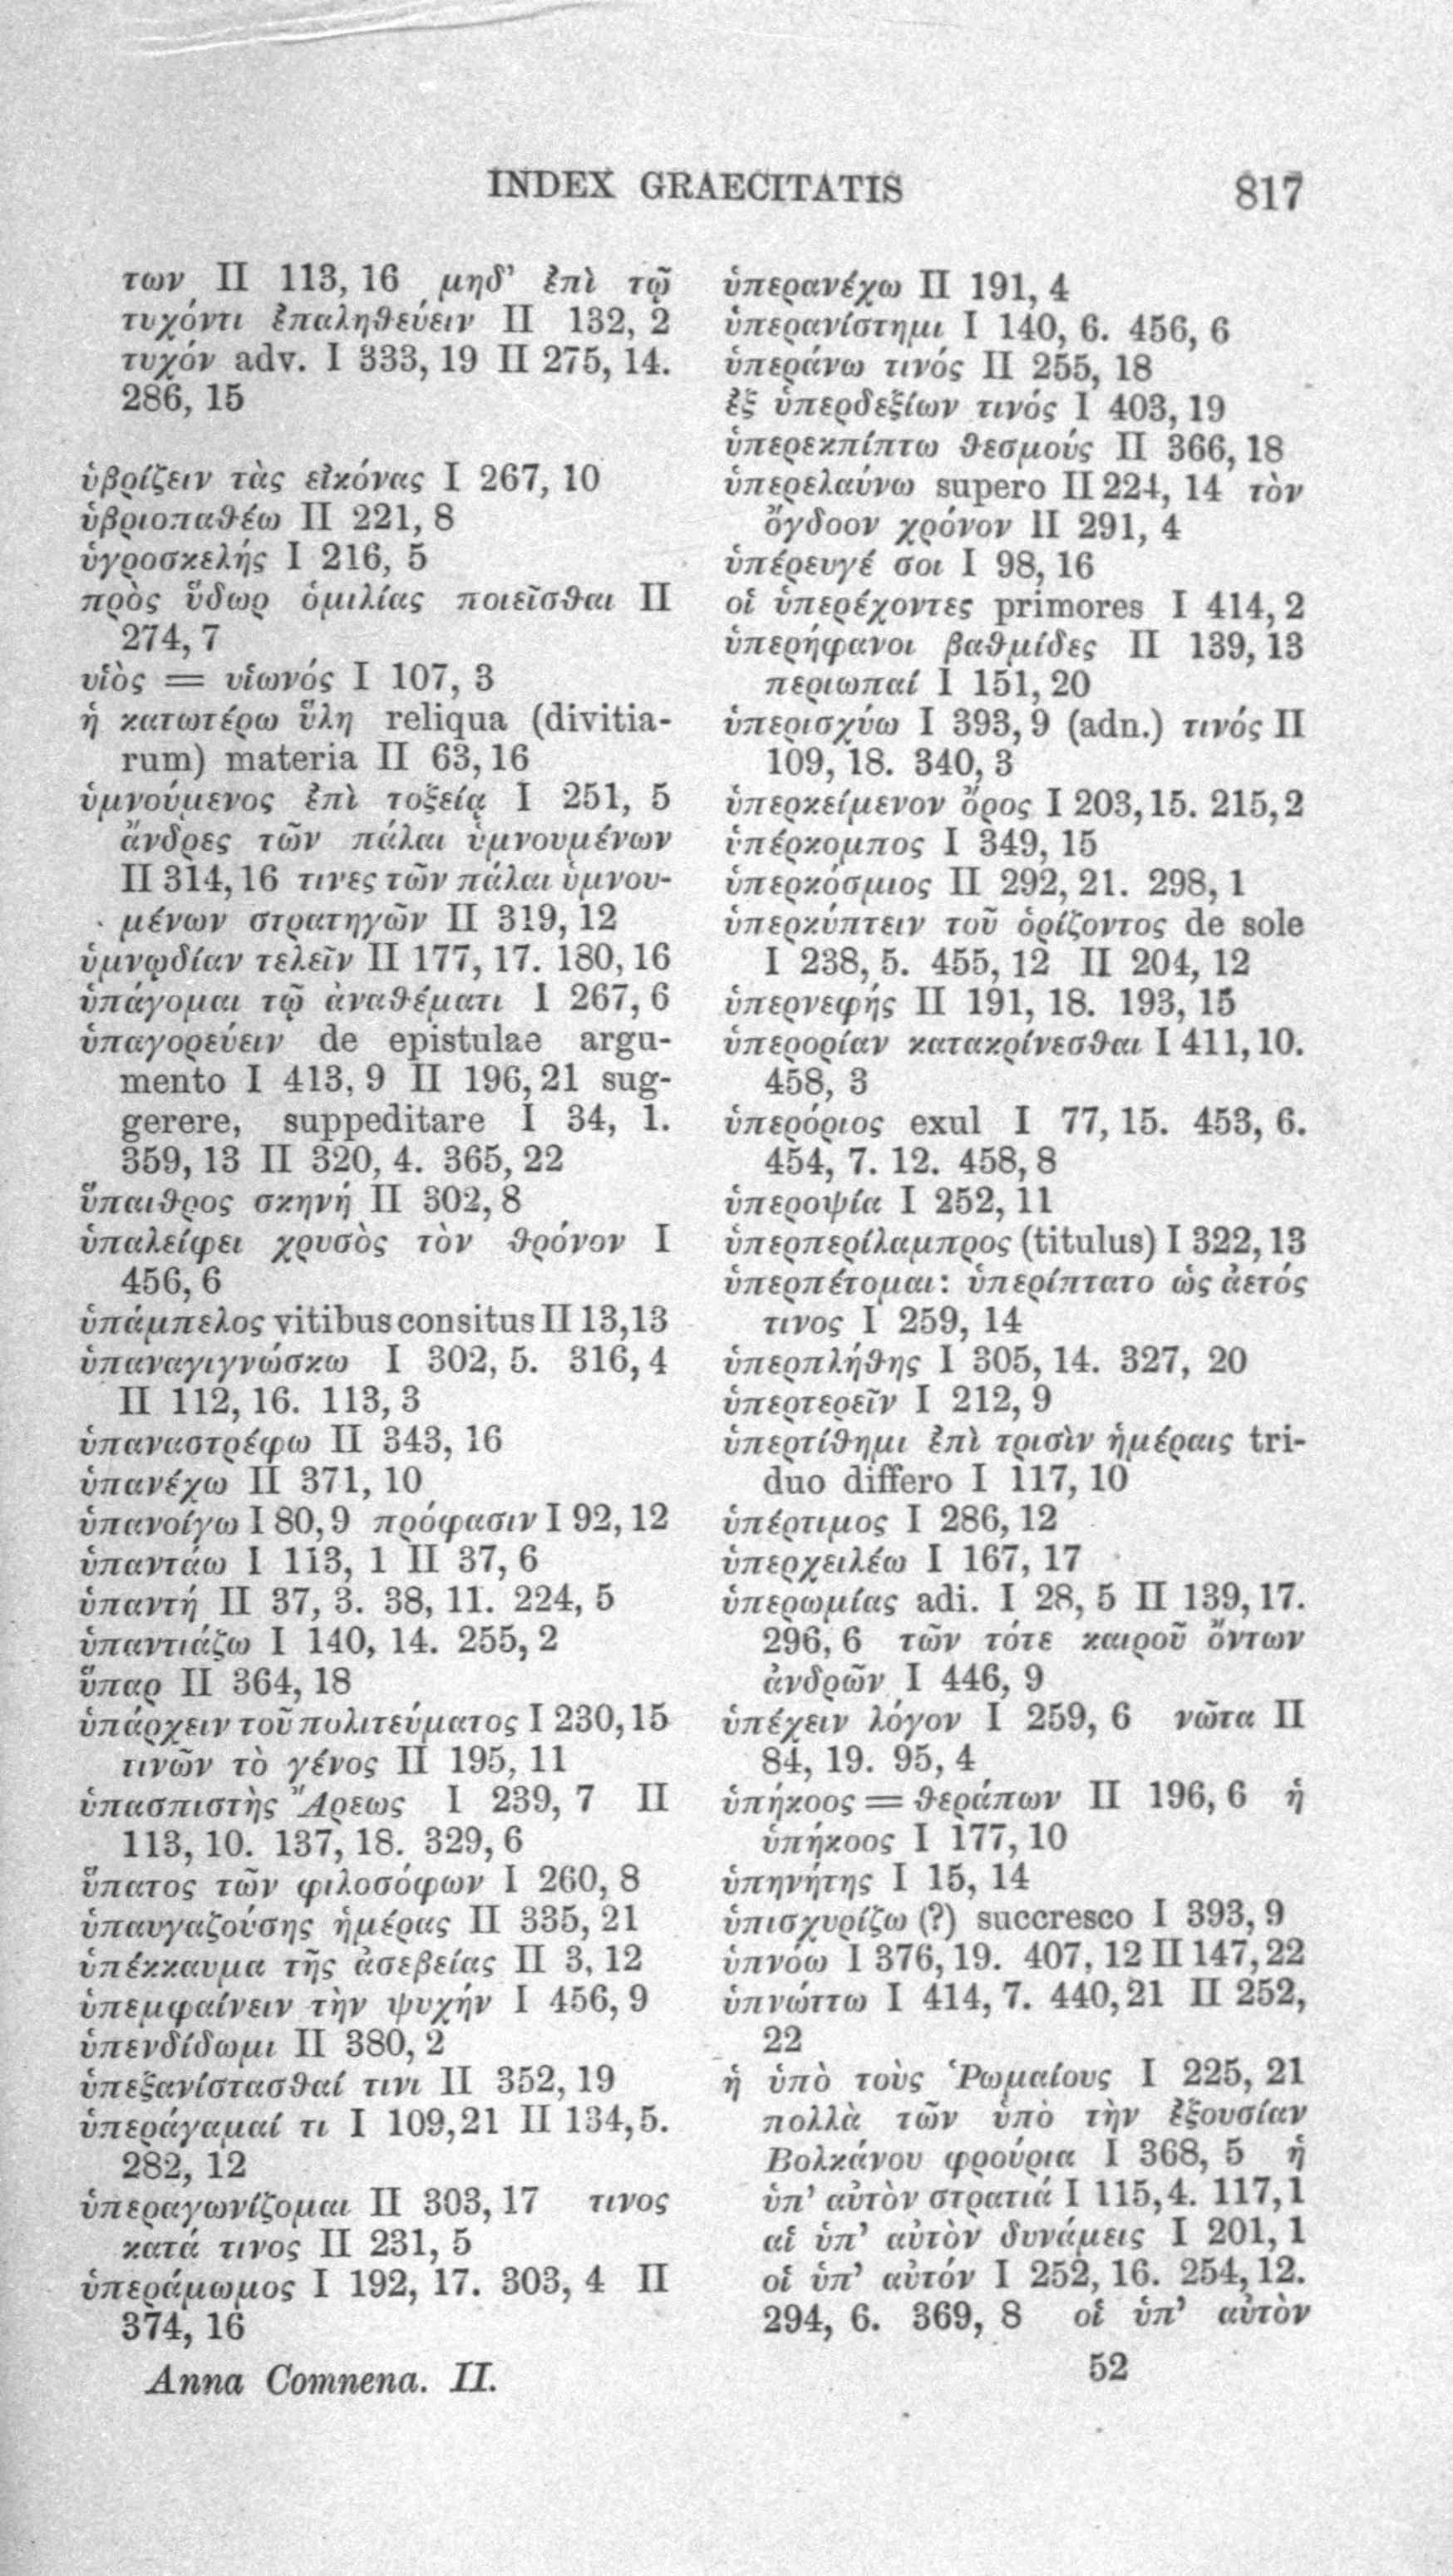 INDEX GRAECITATIS 817
των II 113, 16 μηδ’ ἐπὶ τῷ
τυχόντι ἐπαληθεύειν II 132, 2
τυχόν adv. I 333, 19 II 275, 14.
286, 15
ὑβρίζειν τὰς εἰκόνας I 267, 10
ὑβριοπαθέω II 221, 8
ὑγροσκελής I 216, 5
πρὸς ὕδωρ ὁμιλίας ποιεῖσθαι II
274, 7
υἱὸς = υἱωνός I 107, 3
ἡ κατωτέρω ὕλη reliqua (divitia-
rum) materia II 63, 16
ὑμνούμενος ἐπὶ τοξείᾳ I 251, 5
ἄνδρες τῶν πάλαι ὑμνουμένων
II 314, 16 τινες τῶν πάλαι ὑμνου-
μένων στρατηγῶν II 319, 12
ὑμνῳδίαν τελεῖν II 177, 17. 180, 16
ὑπάγομαι τῷ ἀναθέματι I 267, 6
ὑπαγορεύειν de epistulae argu-
mento I 413, 9 II 196, 21 sug-
gerere, suppeditare I 34, 1.
359, 13 II 320, 4. 365, 22
ὕπαιθρος σκηνή II 302, 8
ὑπαλείφει χρυσὸς τὸν θρόνον I
456, 6
ὑπάμπελος vitibus consitus II 13, 13
ὑπαναγιγνώσκω I 302, 5. 316, 4
II 112, 16. 113, 3
ὑπαναστρέφω II 343, 16
ὑπανέχω II 371, 10
ὑπανοίγω I 80, 9 πρόφασιν I 92, 12
ὑπαντάω I 113, 1 II 37, 6
ὑπαντή II 37, 3. 38, 11. 224, 5
ὑπαντιάζω I 140, 14. 255, 2
ὕπαρ II 364, 18
ὑπάρχειν τοῦ πολιτεύματος I 230, 15
τινῶν τὸ γένος II 195, 11
ὑπασπιστὴς Ἄρεως I 239, 7 II
113, 10. 137, 18. 329, 6
ὕπατος τῶν φιλοσόφων I 260, 8
ὑπαυγαζούσης ἡμέρας II 335, 21
ὑπέκκαυμα τῆς ἀσεβείας II 3, 12
ὑπεμφαίνειν τὴν ψυχήν I 456, 9
ὑπενδίδωμι II 380, 2
ὑπεξανίστασθαί τινι II 352, 19
ὑπεράγαμαί τι I 109, 21 II 134, 5.
282, 12
ὑπεραγωνίζομαι II 303, 17 τινος
κατά τινος II 231, 5
ὑπεράμωμος I 192, 17. 303, 4 II
374, 16
ὑπερανέχω II 191, 4
ὑπερανίστημι I 140, 6. 456, 6
ὑπεράνω τινός II 255, 18
ἐξ ὑπερδεξίων τινός I 403, 19
ὑπερεκπίπτω θεσμούς II 366, 18
ὑπερελαύνω supero II 224, 14 τὸν
ὄγδοον χρόνον II 291, 4
ὑπέρευγέ σοι I 98, 16
οἱ ὑπερέχοντες primores I 414, 2
ὑπερήφανοι βαθμίδες II 139, 13
περιωπαί I 151, 20
ὑπερισχύω I 393, 9 (adn.) τινός II
109, 18. 340, 3
ὑπερκείμενον ὄρος I 203, 15. 215, 2
ὑπέρκομπος I 349, 15
ὑπερκόσμιος II 292, 21. 298, 1
ὑπερκύπτειν τοῦ ὁρίζοντος de sole
I 238, 5. 455, 12 II 204, 12
ὑπερνεφής II 191, 18. 193, 15
ὑπερορίαν κατακρίνεσθαι I 411, 10.
458, 3
ὑπερόριος exul I 77, 15. 453, 6.
454, 7. 12. 458, 8
ὑπεροψία I 252, 11
ὑπερπερίλαμπρος (titulus) I 322, 13
ὑπερπέτομαι: ὑπερίπτατο ὡς ἀετός
τινος I 259, 14
ὑπερπλήθης I 305, 14. 327, 20
ὑπερτερεῖν I 212, 9
ὑπερτίθημι ἐπὶ τρισὶν ἡμέραις tri-
duo differo I 117, 10
ὑπέρτιμος I 286, 12
ὑπερχειλέω I 167, 17
ὑπερωμίας adi. I 28, 5 II 139, 17.
296, 6 τῶν τότε καιροῦ ὄντων
ἀνδρῶν I 446, 9
ὑπέχειν λόγον I 259, 6 νῶτα II
84, 19. 95, 4
ὑπήκοος = θεράπων II 196, 6 ἡ
ὑπήκοος I 177, 10
ὑπηνήτης I 15, 14
ὑπισχυρίζω (?) succresco I 393, 9
ὑπνόω I 376, 19. 407, 12 II 147, 22
ὑπνώττω I 414, 7. 440, 21 II 252,
22
ἡ ὑπὸ τοὺς Ῥωμαίους I 225, 21
πολλὰ τῶν ὑπὸ τὴν ἐξουσίαν
Βολκάνου φρούρια I 368, 5 ἡ
ὑπ’ αὐτὸν στρατιά I 115, 4. 117, 1
αἱ ὑπ’ αὐτὸν δυνάμεις I 201, 1
οἱ ὑπ’ αὐτόν I 252, 16. 254, 12.
294, 6. 369, 8 οἱ ὑπ’ αὐτὸν
Anna Comnena. II. 52